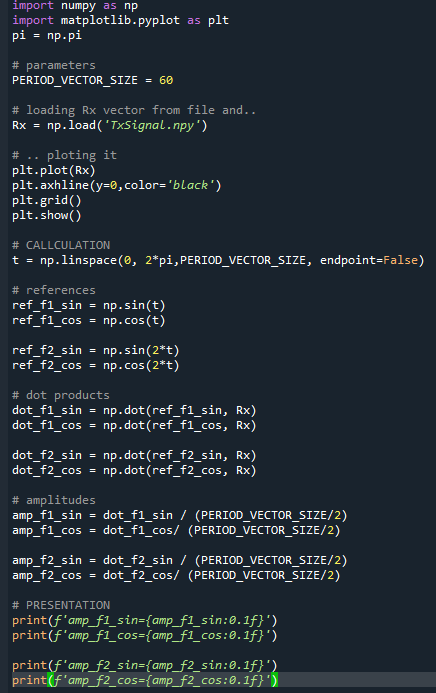 import numpy as np
import matplotlib.pyplot as plt
pi = np.pi
# parameters
PERIOD_VECTOR_SIZE = 60
# loading Rx vector from file and..
Rx = np.load('TxSignal.npy')
# .. ploting it
plt.plot(Rx)
plt.axhline(y=0,color='black')
plt.grid()
plt.show()
# CALLCULATION
t = np.linspace(0, 2*pi,PERIOD_VECTOR_SIZE, endpoint=False)
# references
ref_f1_sin = np.sin(t)
ref_f1_cos = np.cos(t)
ref_f2_sin = np.sin(2*t)
ref_f2_cos = np.cos(2*t)
# dot products
dot_f1_sin = np.dot(ref_f1_sin, Rx)
dot_f1_cos = np.dot(ref_f1_cos, Rx)
dot_f2_sin = np.dot(ref_f2_sin, Rx)
dot_f2_cos = np.dot(ref_f2_cos, Rx)
# amplitudes
amp_f1_sin = dot_f1_sin / (PERIOD_VECTOR_SIZE/2)
amp_f1_cos = dot_f1_cos/ (PERIOD_VECTOR_SIZE/2)
amp_f2_sin = dot_f2_sin / (PERIOD_VECTOR_SIZE/2)
amp_f2_cos = dot_f2_cos/ (PERIOD_VECTOR_SIZE/2)
# PRESENTATION
print(f'amp_f1_sin={amp_f1_sin:0.1f}')
print(f'amp_f1_cos={amp_f1_cos:0.1f}')
print(f'amp_f2_sin={amp_f2_sin:0.1f}')
print(f'amp_f2_cos={amp_f2_cos:0.1f}')